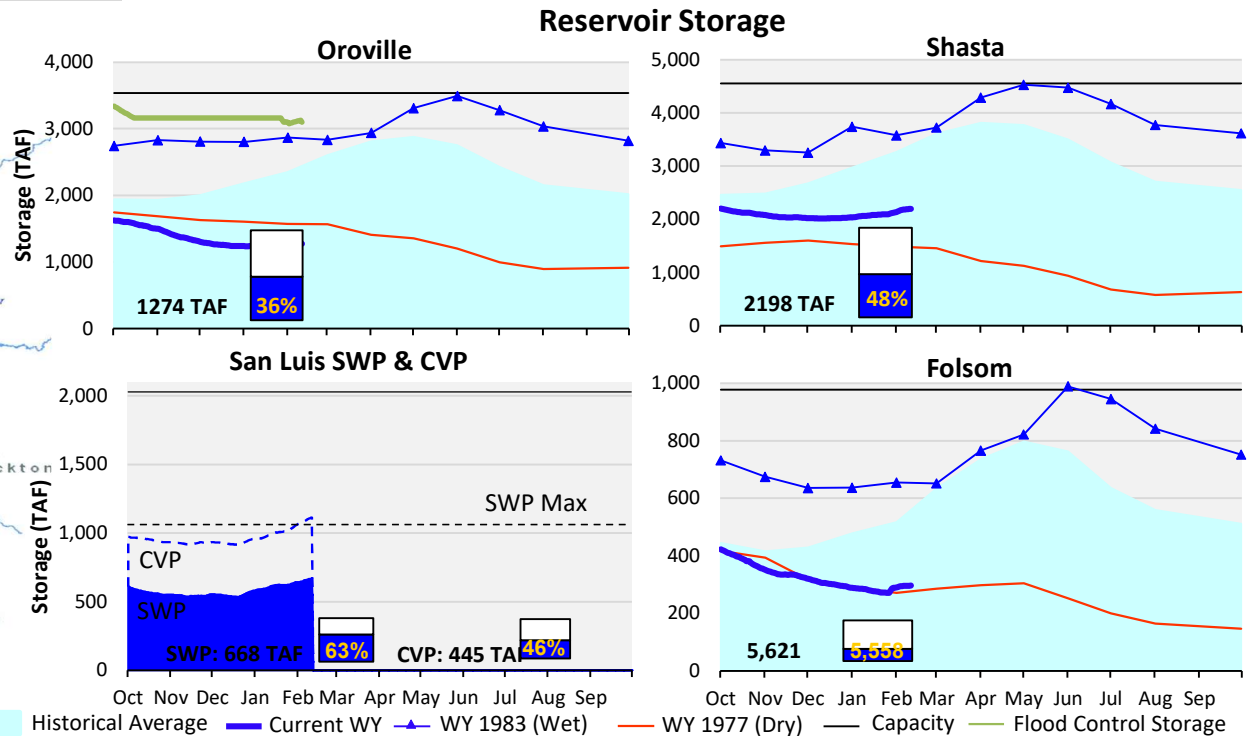 Reservoir Storage
Oroville
Storage (TAF)
4,000
3,000
2,000
1,000
0
1274 TAF
36%
Shasta
5,000
4,000
3,000
2,000
1,000
0
2198 TAF
48%
San Luis SWP & CVP
Storage (TAF)
2,000
1,500
1,000
500
0
SWP Max
CVP
SWP
SWP: 668 TAF
63%
CVP: 445 TAF
46%
Oct Nov Dec Jan Feb Mar Apr May Jun Jul Aug Sep
Folsom
1,000
800
600
400
200
0
5,621
5,558
Oct Nov Dec Jan Feb Mar Apr May Jun Jul Aug Sep
ckton
Historical Average Current WY WY 1983 (Wet) WY 1977 (Dry) Capacity Flood Control Storage